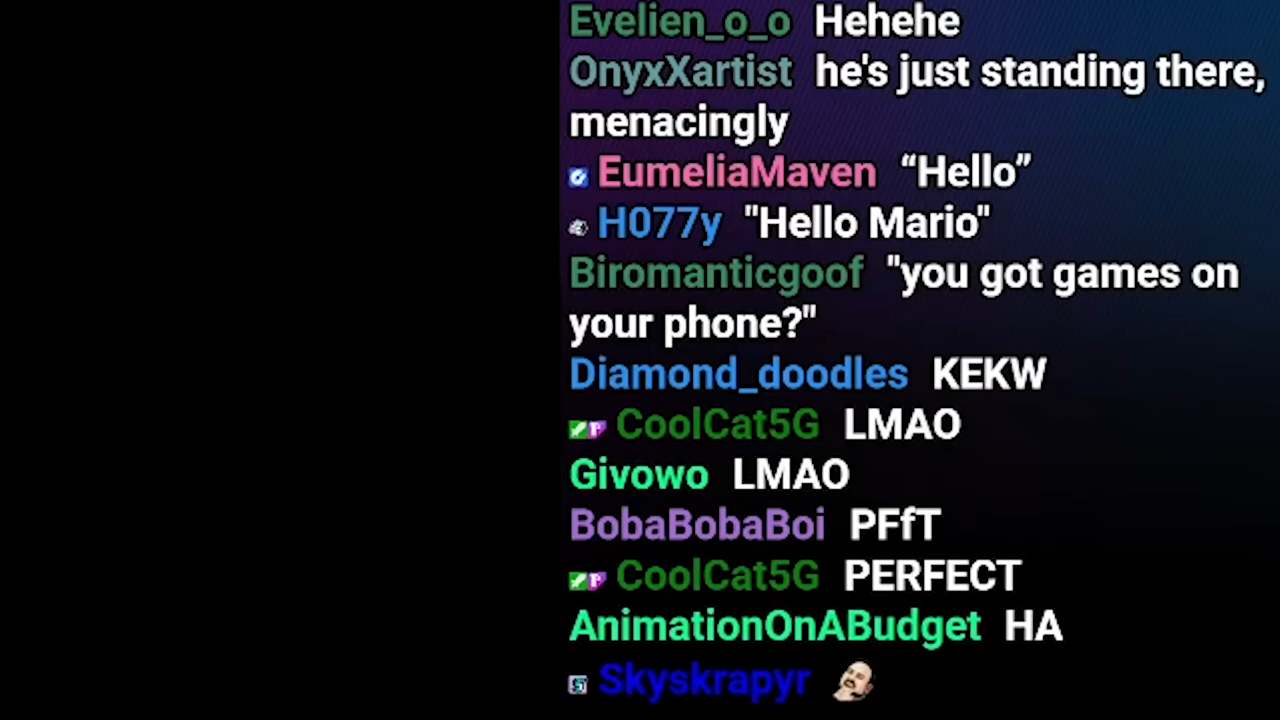 Evelien_o_o Hehehe
OnyxXartist he's just standing there,
menacingly
EumeliaMaven “Hello”
H077y "Hello Mario"
Biromanticgoof "you got games on
your phone?"
Diamond_doodles KEKW
CoolCat5G LMAO
Givowo LMAO
BobaBobaBoi PFfT
CoolCat5G PERFECT
AnimationOnABudget HA
Skyskrapyr